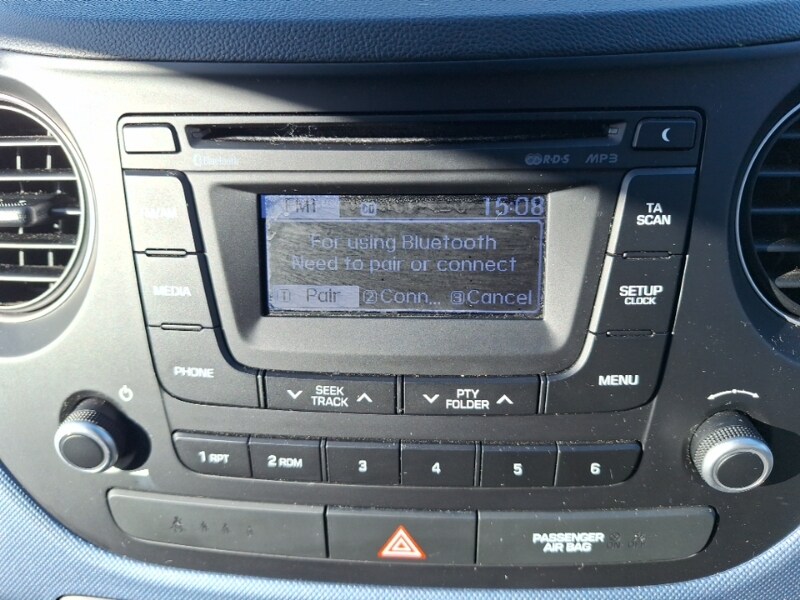 Bluetooth
R·D·S MP3
FM1 CD 15:08
For using Bluetooth
Need to pair or connect
1 Pair 2 Conn... 3 Cancel
MEDIA
PHONE
TA
SCAN
SETUP
CLOCK
MENU
SEEK
TRACK
PTY
FOLDER
1 RPT
2 RDM
3
4
5
6
PASSENGER
AIR BAG